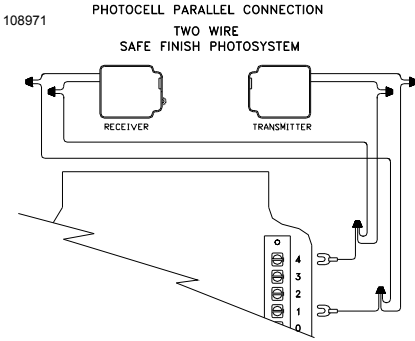 PHOTOCELL PARALLEL CONNECTION
108971
TWO WIRE
SAFE FINISH PHOTOSYSTEM
RECEIVER
TRANSMITTER
4
3
2
1
0